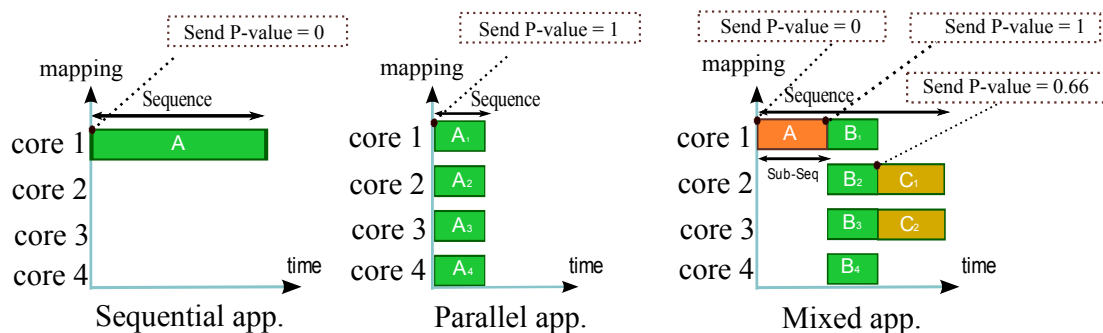 Send P-value = 0
mapping
Sequence
core 1
A
core 2
core 3
core 4
time
Sequential app.
Send P-value = 1
mapping
Sequence
core 1
A1
core 2
A2
core 3
A3
core 4
A4
time
Parallel app.
Send P-value = 0
Send P-value = 1
mapping
Sequence
Send P-value = 0.66
core 1
A
B1
Sub-Seq
core 2
B2
C1
core 3
B3
C2
core 4
B4
time
Mixed app.